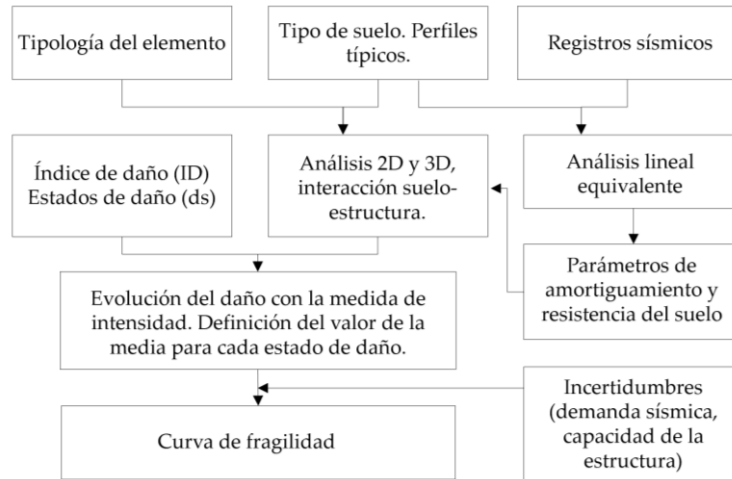 Tipología del elemento
Tipo de suelo. Perfiles
típicos.
Registros sísmicos
Índice de daño (ID)
Estados de daño (ds)
Análisis 2D y 3D,
interacción suelo-
estructura.
Análisis lineal
equivalente
Parámetros de
amortiguamiento y
resistencia del suelo
Evolución del daño con la medida de
intensidad. Definición del valor de la
media para cada estado de daño.
Incertidumbres
(demanda sísmica,
capacidad de la
estructura)
Curva de fragilidad